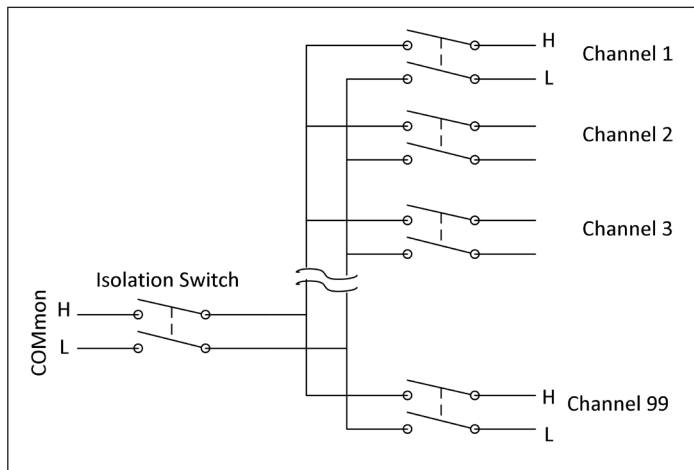 H
Channel 1
L
Channel 2
Channel 3
Isolation Switch
COMmon
H
L
H
Channel 99
L